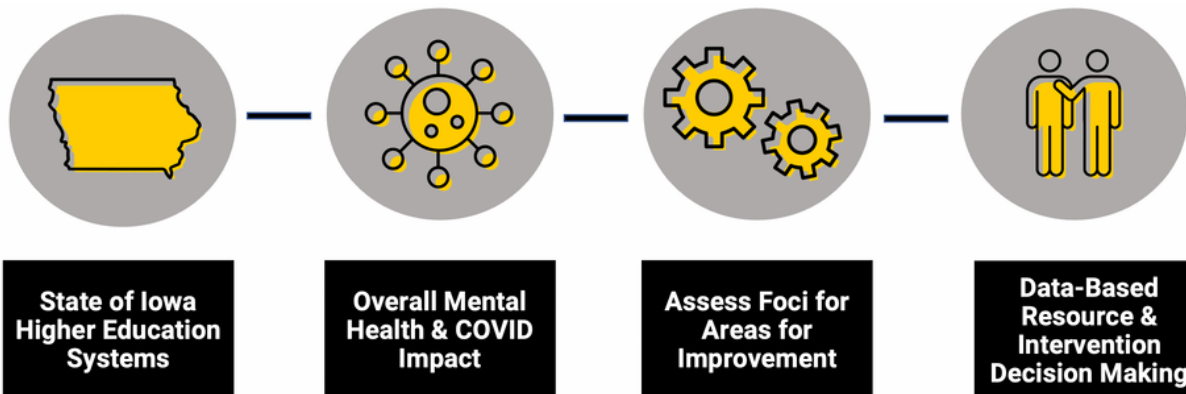 State of Iowa
Higher Education
Systems
Overall Mental
Health & COVID
Impact
Assess Foci for
Areas for
Improvement
Data-Based
Resource &
Intervention
Decision Making